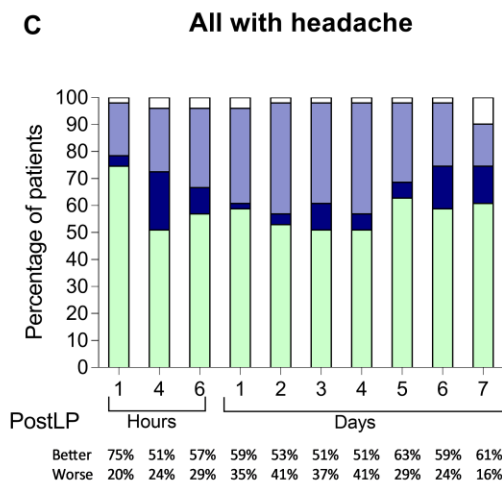 C
All with headache
Percentage of patients
100
90
80
70
60
50
40
30
20
10
0
1 4 6 1 2 3 4 5 6 7
PostLP Hours Days
Better 75% 51% 57% 59% 53% 51% 51% 63% 59% 61%
Worse 20% 24% 29% 35% 41% 37% 41% 29% 24% 16%